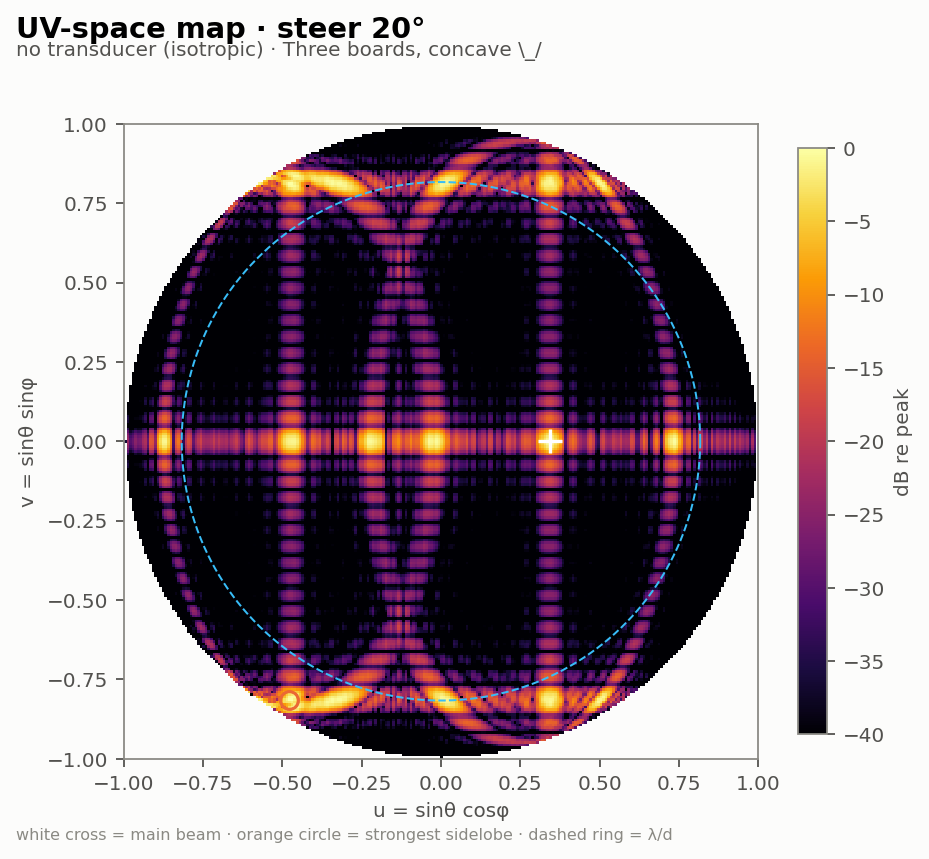 UV-space map · steer 20°
no transducer (isotropic) · Three boards, concave \_/
1.00
0.75
0.50
0.25
0.00
−0.25
−0.50
−0.75
−1.00
v = sinθ sinφ
−1.00 −0.75 −0.50 −0.25 0.00 0.25 0.50 0.75 1.00
u = sinθ cosφ
0
−5
−10
−15
−20
−25
−30
−35
−40
dB re peak
white cross = main beam · orange circle = strongest sidelobe · dashed ring = λ/d